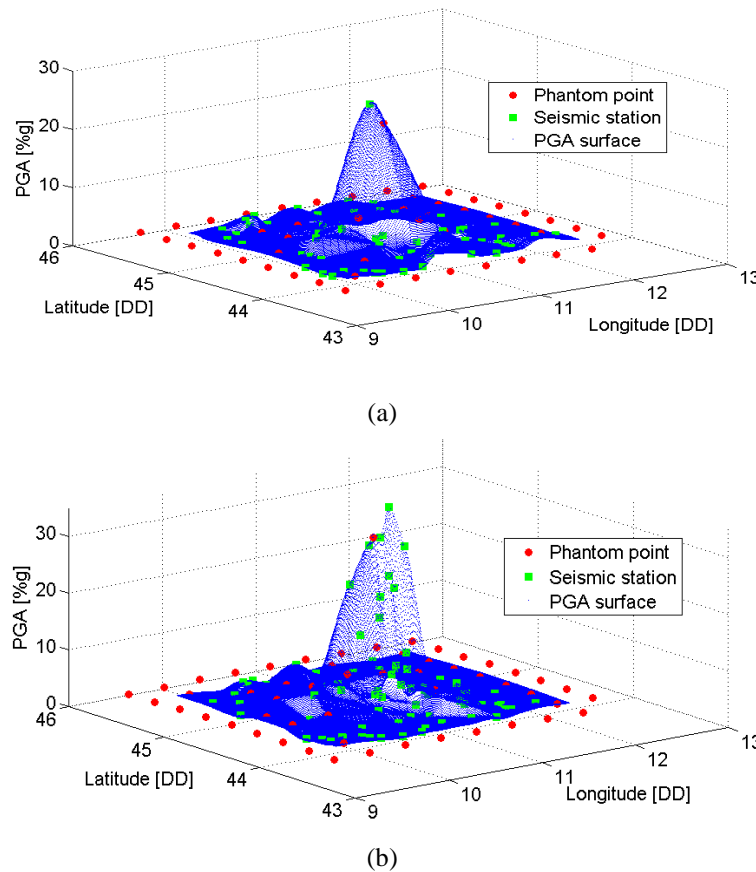 30
20
10
0
PGA [%g]
Phantom point
Seismic station
PGA surface
46
45
44
43
Latitude [DD]
9
10
11
12
13
Longitude [DD]
(a)
30
20
10
0
PGA [%g]
Phantom point
Seismic station
PGA surface
46
45
44
43
Latitude [DD]
9
10
11
12
13
Longitude [DD]
(b)